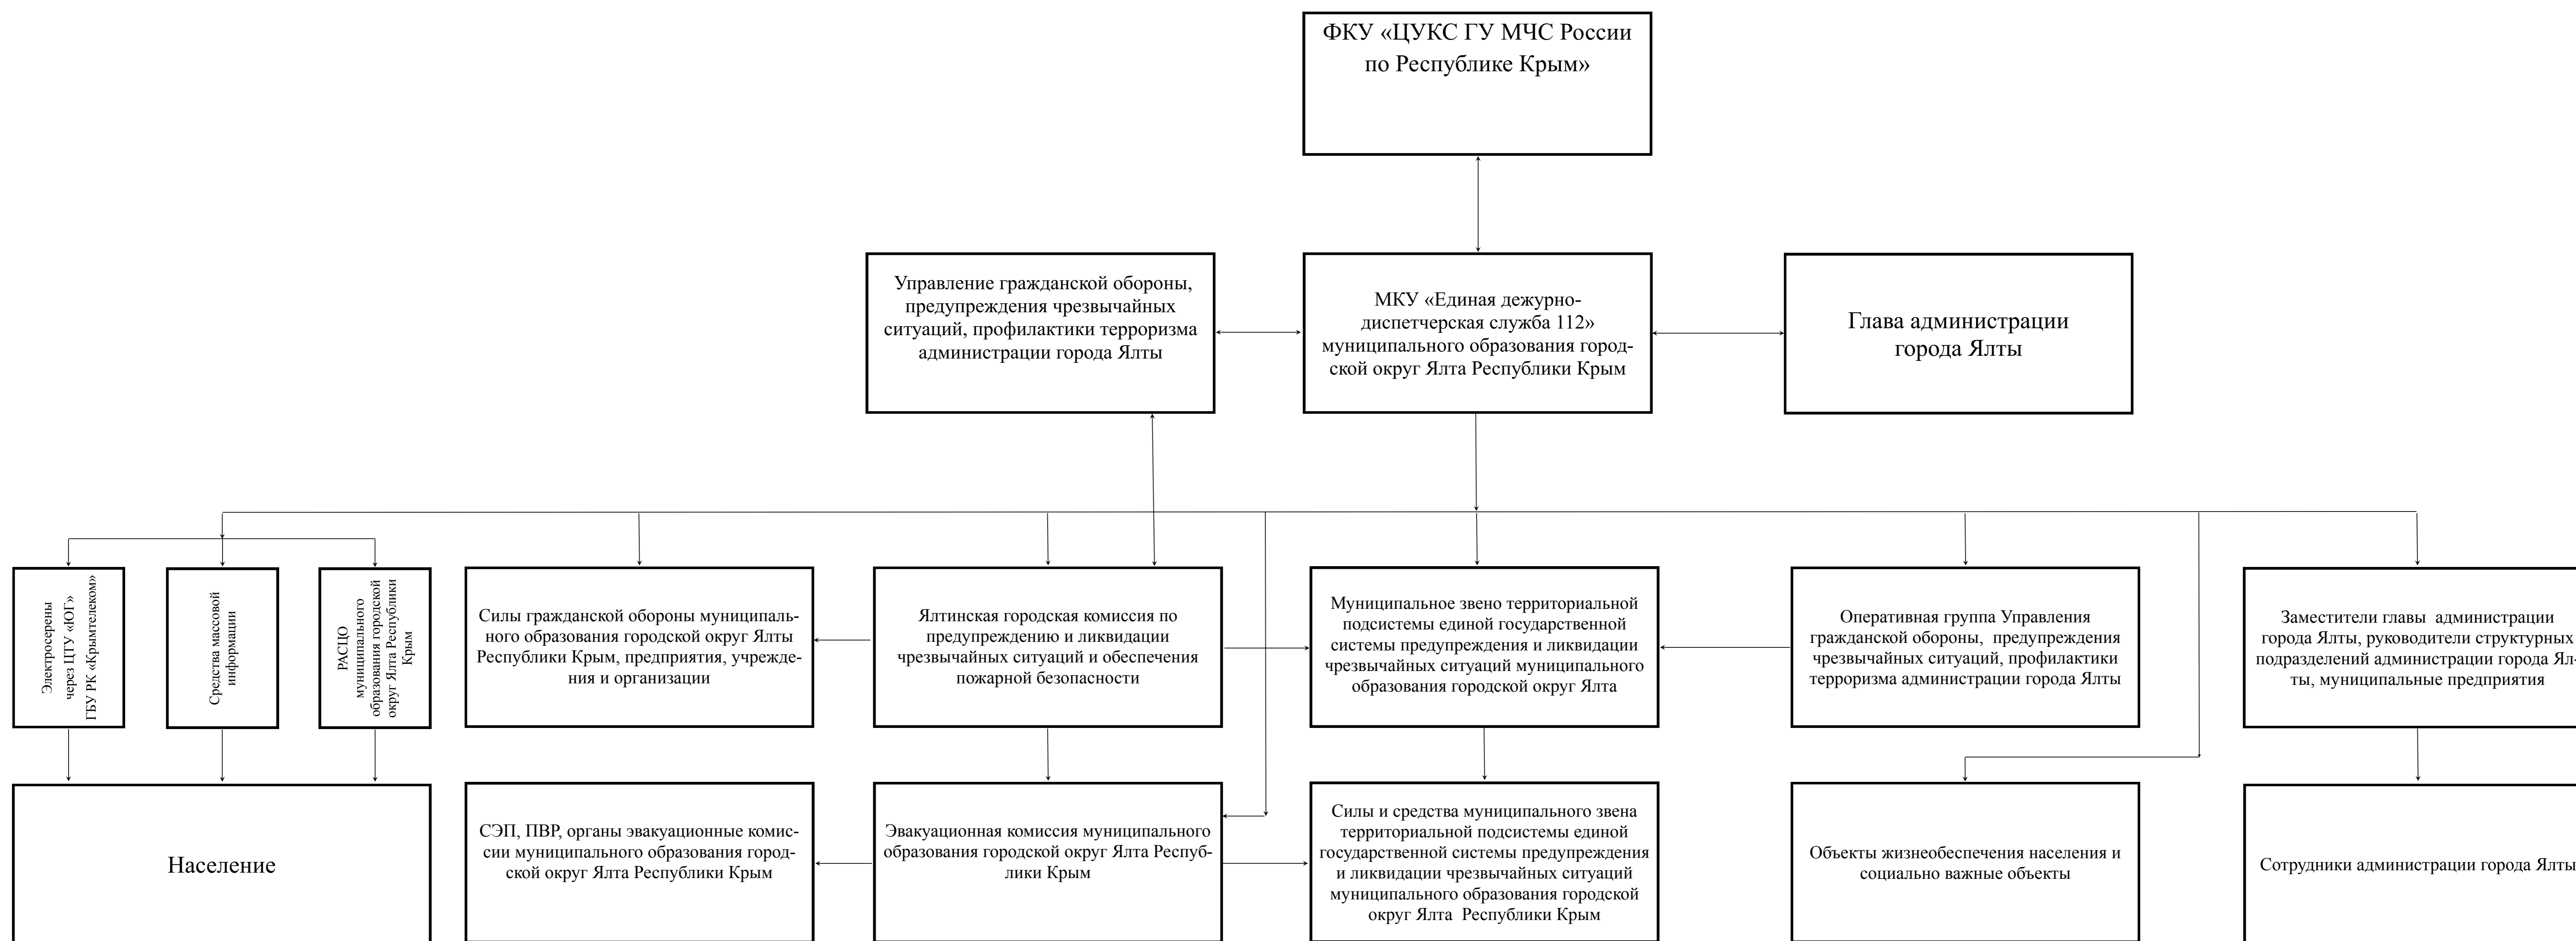 ФКУ «ЦУКС ГУ МЧС России
по Республике Крым»
Управление гражданской обороны,
предупреждения чрезвычайных
ситуаций, профилактики терроризма
администрации города Ялты
МКУ «Единая дежурно-
диспетчерская служба 112»
муниципального образования город-
ской округ Ялта Республики Крым
Глава администрации
города Ялты
Электросерены
через ЦТУ «ЮГ»
ГБУ РК «Крымтелеком»
Средства массовой
информации
РАСЦО
муниципального
образования городской
округ Ялта Республики
Крым
Силы гражданской обороны муниципаль-
ного образования городской округ Ялты
Республики Крым, предприятия, учрежде-
ния и организации
Ялтинская городская комиссия по
предупреждению и ликвидации
чрезвычайных ситуаций и обеспечения
пожарной безопасности
Муниципальное звено территориальной
подсистемы единой государственной
системы предупреждения и ликвидации
чрезвычайных ситуаций муниципального
образования городской округ Ялта
Оперативная группа Управления
гражданской обороны, предупреждения
чрезвычайных ситуаций, профилактики
терроризма администрации города Ялты
Заместители главы администрации
города Ялты, руководители структурных
подразделений администрации города Ял-
ты, муниципальные предприятия
Население
СЭП, ПВР, органы эвакуационные комис-
сии муниципального образования город-
ской округ Ялта Республики Крым
Эвакуационная комиссия муниципального
образования городской округ Ялта Респуб-
лики Крым
Силы и средства муниципального звена
территориальной подсистемы единой
государственной системы предупреждения
и ликвидации чрезвычайных ситуаций
муниципального образования городской
округ Ялта Республики Крым
Объекты жизнеобеспечения населения и
социально важные объекты
Сотрудники администрации города Ялты